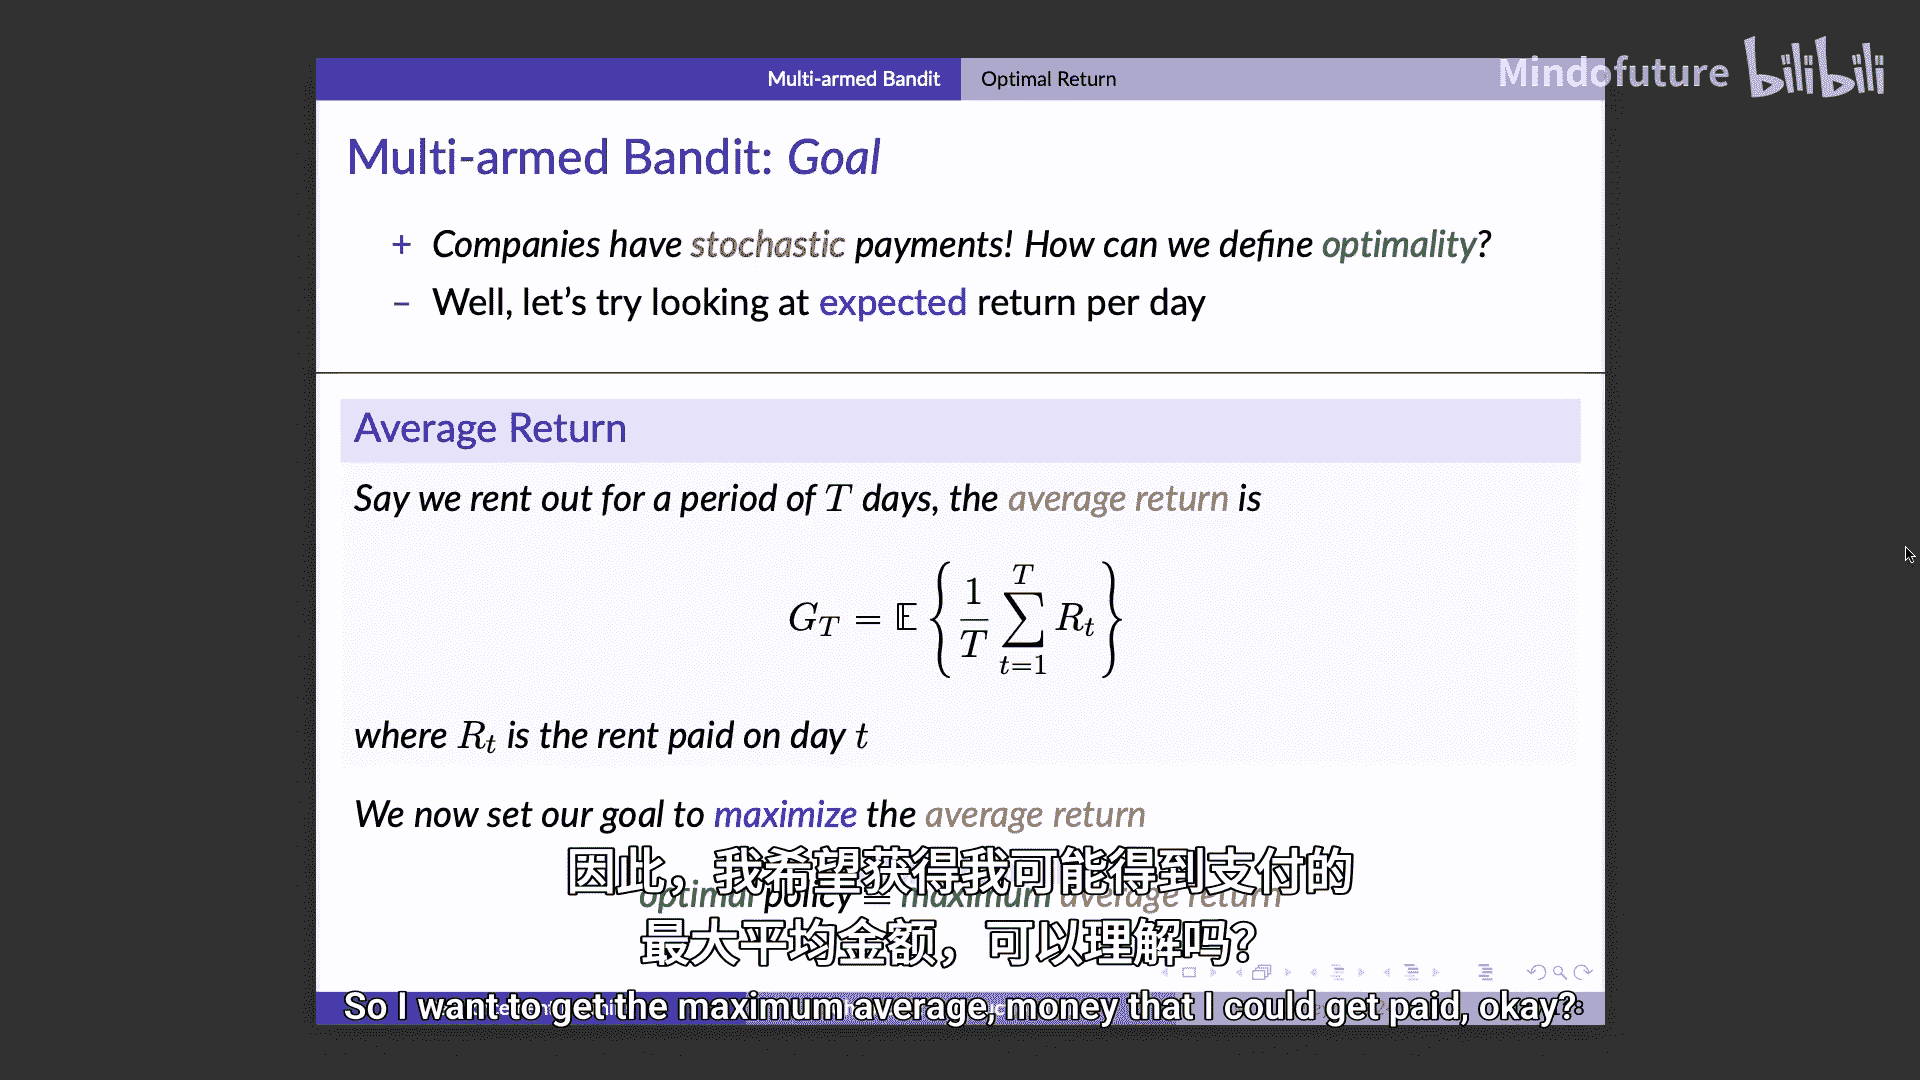 Multi-armed Bandit Optimal Return
Mindofuture bilibili
Multi-armed Bandit: Goal
+ Companies have stochastic payments! How can we define optimality?
– Well, let's try looking at expected return per day
Average Return
Say we rent out for a period of T days, the average return is
G_T = 𝔼 { 1/T ∑_{t=1}^{T} R_t }
where R_t is the rent paid on day t
We now set our goal to maximize the average return
optimal policy = maximum average return
因此，我希望获得我可能得到支付的
最大平均金额，可以理解吗？
So I want to get the maximum average, money that I could get paid, okay?